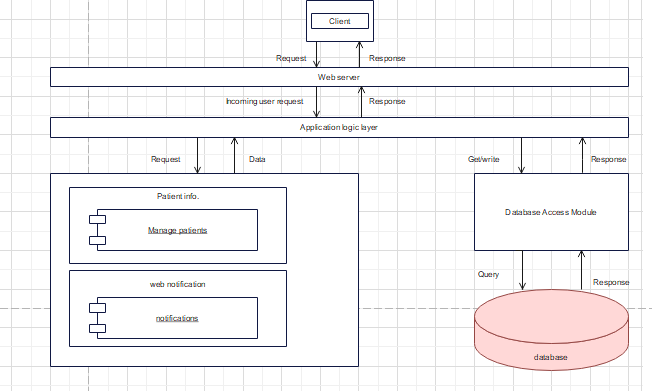 Client
Request
Response
Web server
Incoming user request
Response
Application logic layer
Request
Data
Get/write
Response
Patient info.
Manage patients
Database Access Module
web notification
notifications
Query
Response
database